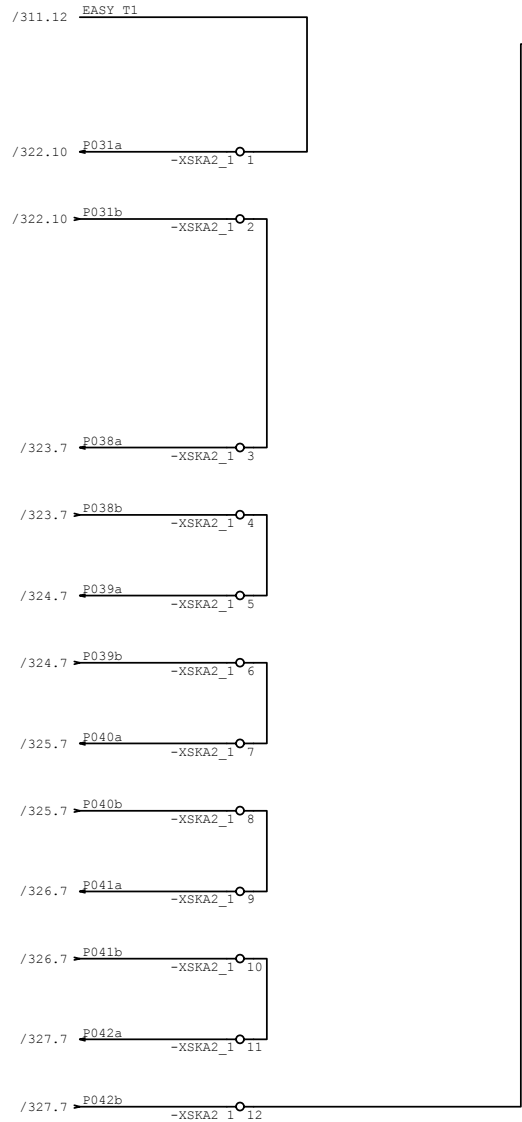 /311.12 EASY T1
/322.10 P031a
-XSKA2_1 1
/322.10 P031b
-XSKA2_1 2
/323.7 P038a
-XSKA2_1 3
/323.7 P038b
-XSKA2_1 4
/324.7 P039a
-XSKA2_1 5
/324.7 P039b
-XSKA2_1 6
/325.7 P040a
-XSKA2_1 7
/325.7 P040b
-XSKA2_1 8
/326.7 P041a
-XSKA2_1 9
/326.7 P041b
-XSKA2_1 10
/327.7 P042a
-XSKA2_1 11
/327.7 P042b
-XSKA2_1 12